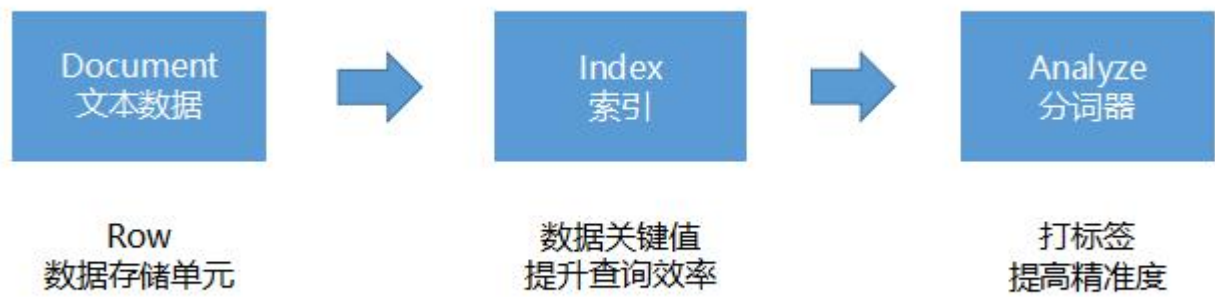 Document
文本数据
Index
索引
Analyze
分词器
Row
数据存储单元
数据关键值
提升查询效率
打标签
提高精准度